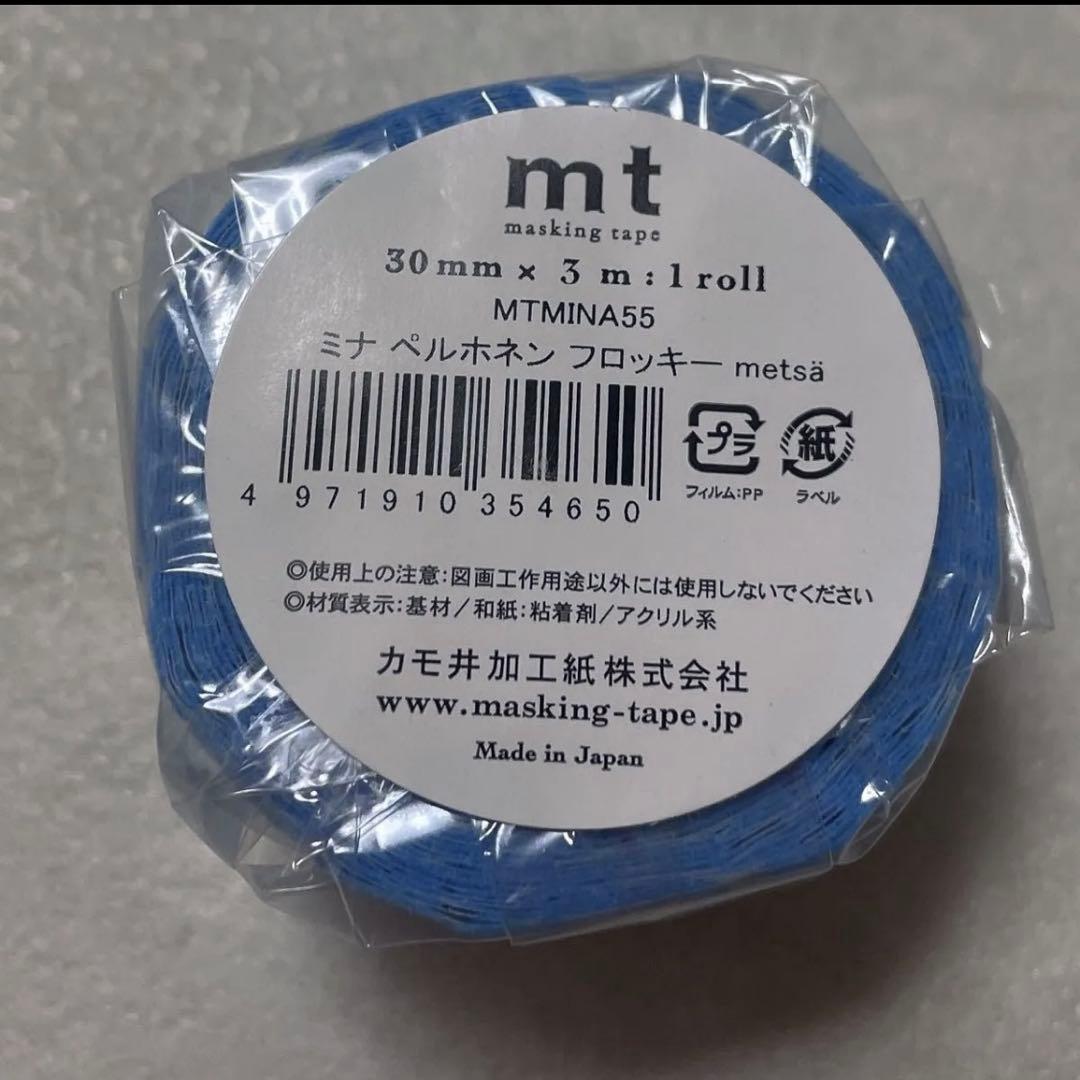 mt
masking tape
30mm × 3 m : 1 roll
MTMINA55
ミナ ペルホネン フロッキー metsä
プラ
紙
フィルム:PP
ラベル
4 971910 354650
◎使用上の注意:図画工作用途以外には使用しないでください
◎材質表示:基材/和紙:粘着剤/アクリル系
カモ井加工紙株式会社
www.masking-tape.jp
Made in Japan